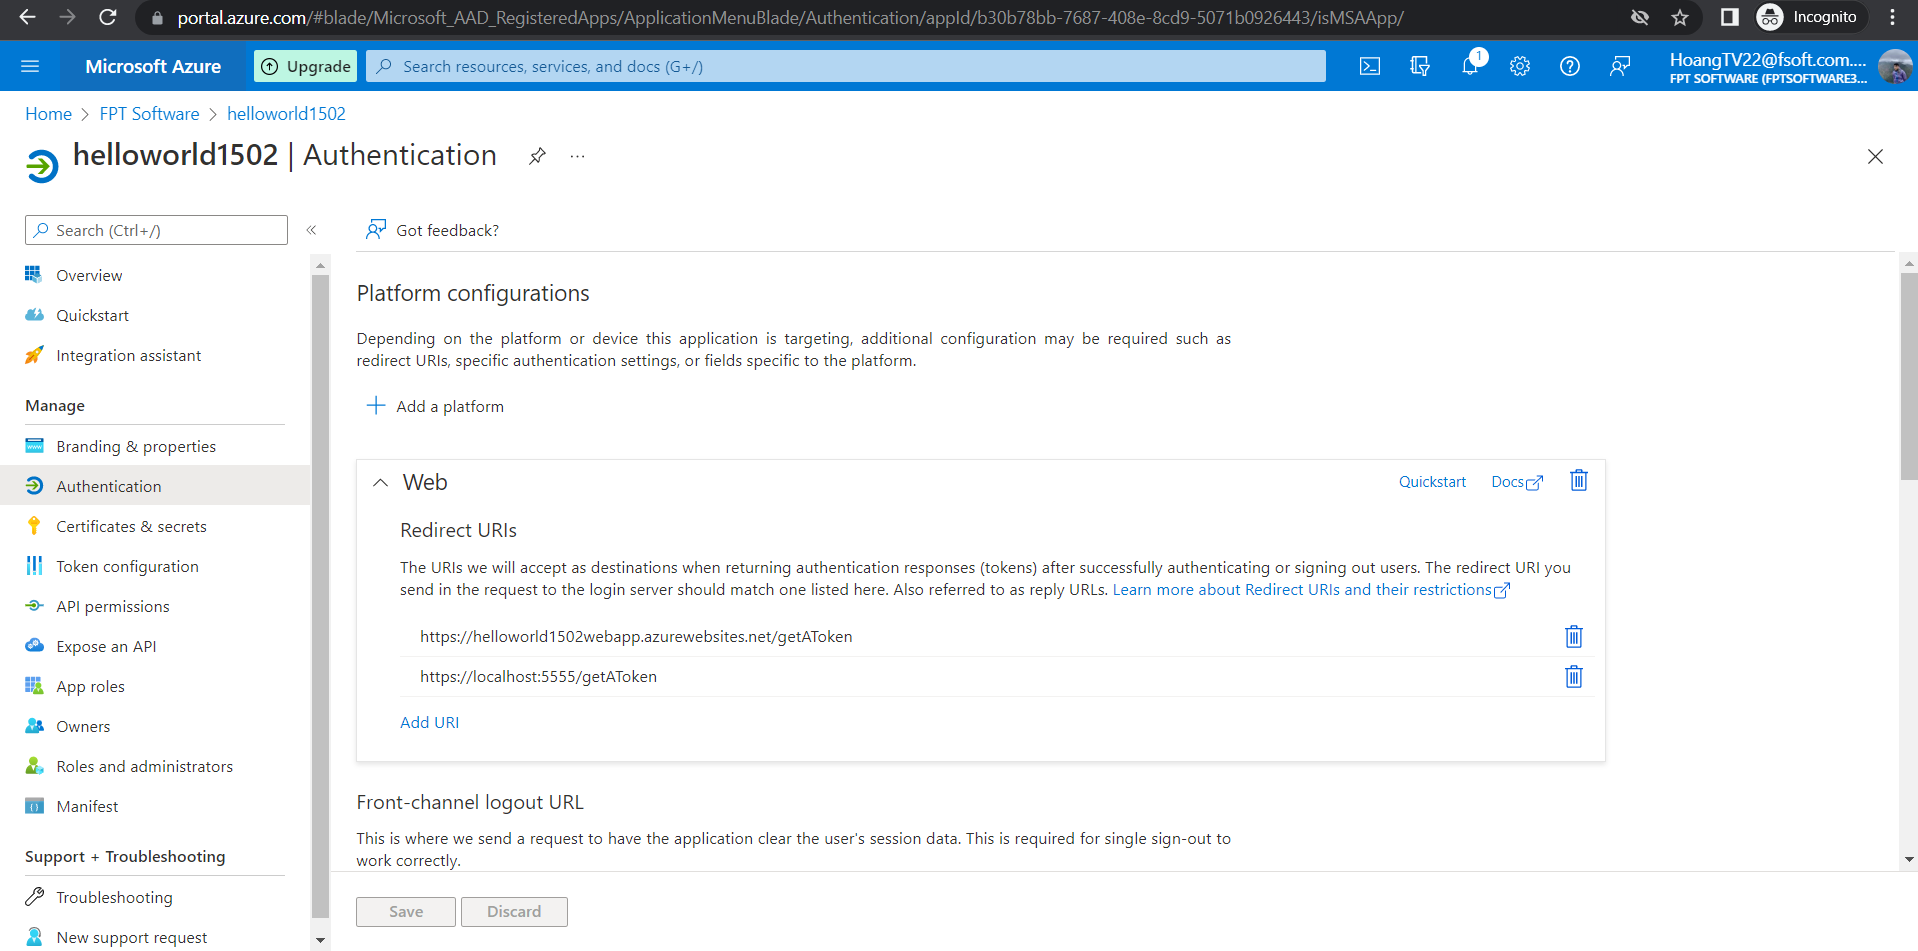 portal.azure.com/#blade/Microsoft_AAD_RegisteredApps/ApplicationMenuBlade/Authentication/appId/b30b78bb-7687-408e-8cd9-5071b0926443/isMSAApp/
Incognito
Microsoft Azure
Upgrade
Search resources, services, and docs (G+/)
1
HoangTV22@fsoft.com....
FPT SOFTWARE (FPTSOFTWARE3...
Home > FPT Software > helloworld1502
helloworld1502 | Authentication
Search (Ctrl+/)
Overview
Quickstart
Integration assistant
Manage
Branding & properties
Authentication
Certificates & secrets
Token configuration
API permissions
Expose an API
App roles
Owners
Roles and administrators
Manifest
Support + Troubleshooting
Troubleshooting
New support request
Got feedback?
Platform configurations
Depending on the platform or device this application is targeting, additional configuration may be required such as
redirect URIs, specific authentication settings, or fields specific to the platform.
Add a platform
Web
Quickstart
Docs
Redirect URIs
The URIs we will accept as destinations when returning authentication responses (tokens) after successfully authenticating or signing out users. The redirect URI you
send in the request to the login server should match one listed here. Also referred to as reply URLs. Learn more about Redirect URIs and their restrictions
https://helloworld1502webapp.azurewebsites.net/getAToken
https://localhost:5555/getAToken
Add URI
Front-channel logout URL
This is where we send a request to have the application clear the user's session data. This is required for single sign-out to
work correctly.
Save
Discard